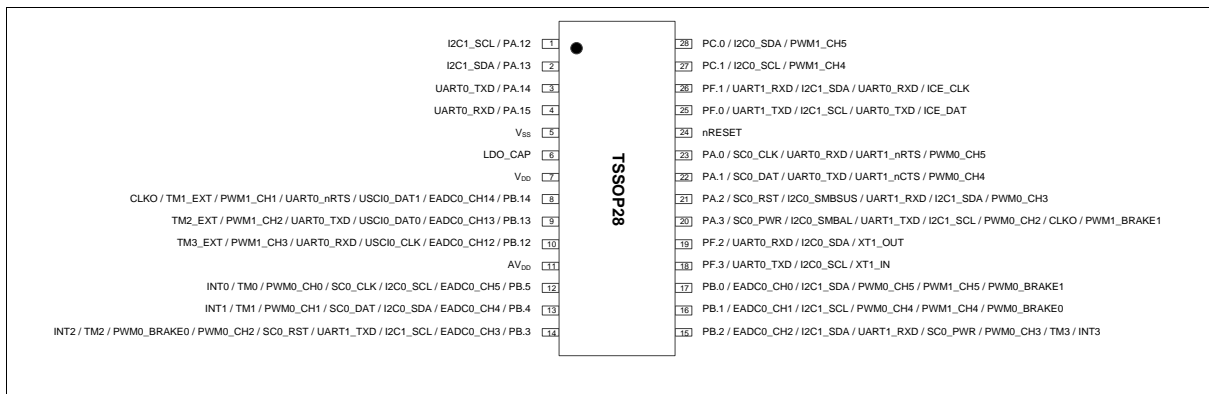 I2C1_SCL / PA.12 1
I2C1_SDA / PA.13 2
UART0_TXD / PA.14 3
UART0_RXD / PA.15 4
VSS 5
LDO_CAP 6
VDD 7
CLKO / TM1_EXT / PWM1_CH1 / UART0_nRTS / USCI0_DAT1 / EADC0_CH14 / PB.14 8
TM2_EXT / PWM1_CH2 / UART0_TXD / USCI0_DAT0 / EADC0_CH13 / PB.13 9
TM3_EXT / PWM1_CH3 / UART0_RXD / USCI0_CLK / EADC0_CH12 / PB.12 10
AVDD 11
INT0 / TM0 / PWM0_CH0 / SC0_CLK / I2C0_SCL / EADC0_CH5 / PB.5 12
INT1 / TM1 / PWM0_CH1 / SC0_DAT / I2C0_SDA / EADC0_CH4 / PB.4 13
INT2 / TM2 / PWM0_BRAKE0 / PWM0_CH2 / SC0_RST / UART1_TXD / I2C1_SCL / EADC0_CH3 / PB.3 14
TSSOP28
28 PC.0 / I2C0_SDA / PWM1_CH5
27 PC.1 / I2C0_SCL / PWM1_CH4
26 PF.1 / UART1_RXD / I2C1_SDA / UART0_RXD / ICE_CLK
25 PF.0 / UART1_TXD / I2C1_SCL / UART0_TXD / ICE_DAT
24 nRESET
23 PA.0 / SC0_CLK / UART0_RXD / UART1_nRTS / PWM0_CH5
22 PA.1 / SC0_DAT / UART0_TXD / UART1_nCTS / PWM0_CH4
21 PA.2 / SC0_RST / I2C0_SMBSUS / UART1_RXD / I2C1_SDA / PWM0_CH3
20 PA.3 / SC0_PWR / I2C0_SMBAL / UART1_TXD / I2C1_SCL / PWM0_CH2 / CLKO / PWM1_BRAKE1
19 PF.2 / UART0_RXD / I2C0_SDA / XT1_OUT
18 PF.3 / UART0_TXD / I2C0_SCL / XT1_IN
17 PB.0 / EADC0_CH0 / I2C1_SDA / PWM0_CH5 / PWM1_CH5 / PWM0_BRAKE1
16 PB.1 / EADC0_CH1 / I2C1_SCL / PWM0_CH4 / PWM1_CH4 / PWM0_BRAKE0
15 PB.2 / EADC0_CH2 / I2C1_SDA / UART1_RXD / SC0_PWR / PWM0_CH3 / TM3 / INT3